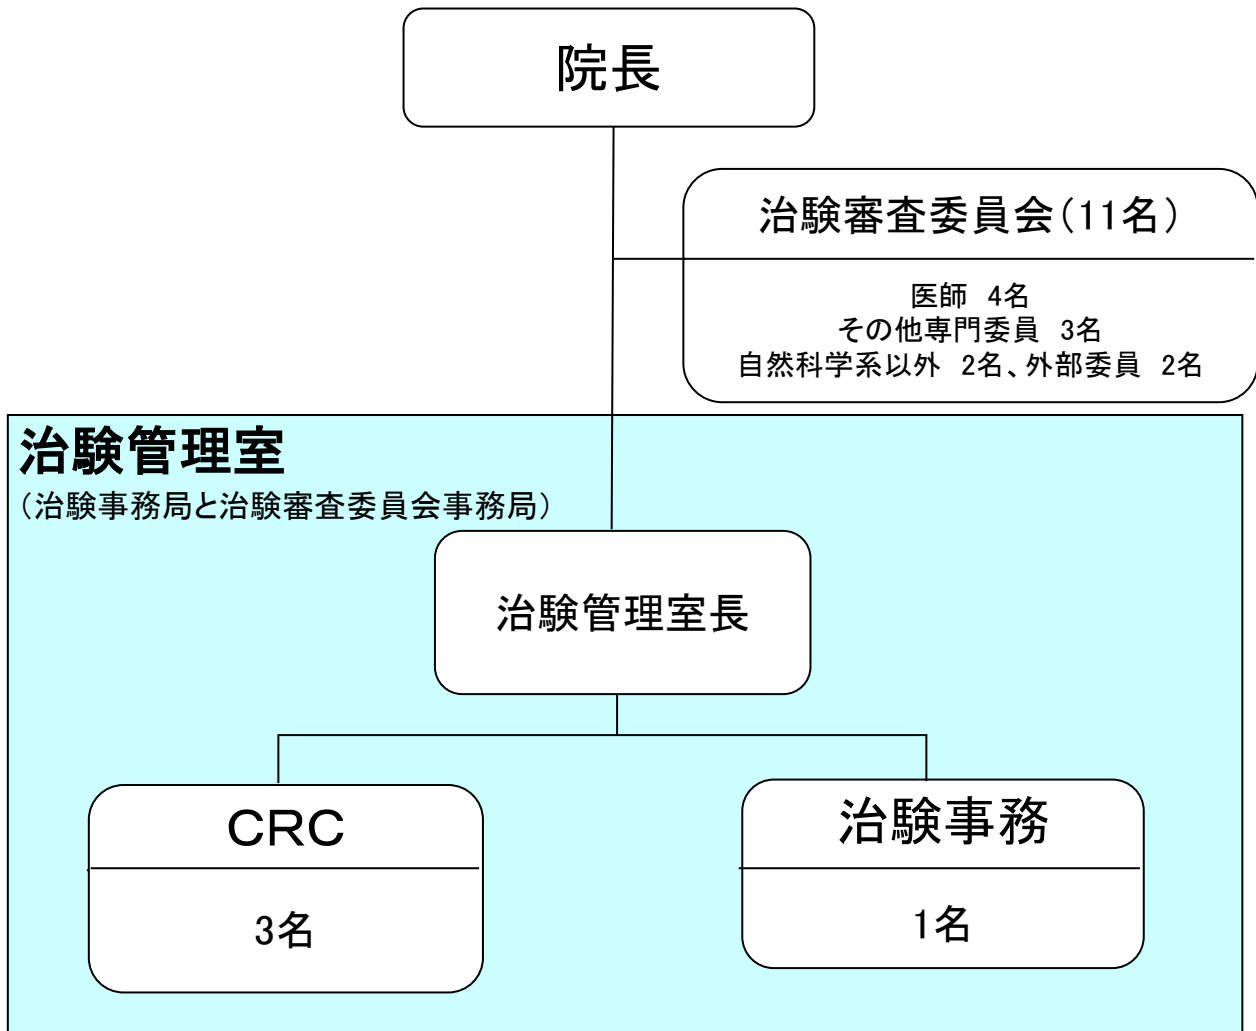 院長
治験審査委員会(11名)
医師 4名
その他専門委員 3名
自然科学系以外 2名、外部委員 2名
治験管理室
(治験事務局と治験審査委員会事務局)
治験管理室長
CRC
3名
治験事務
1名